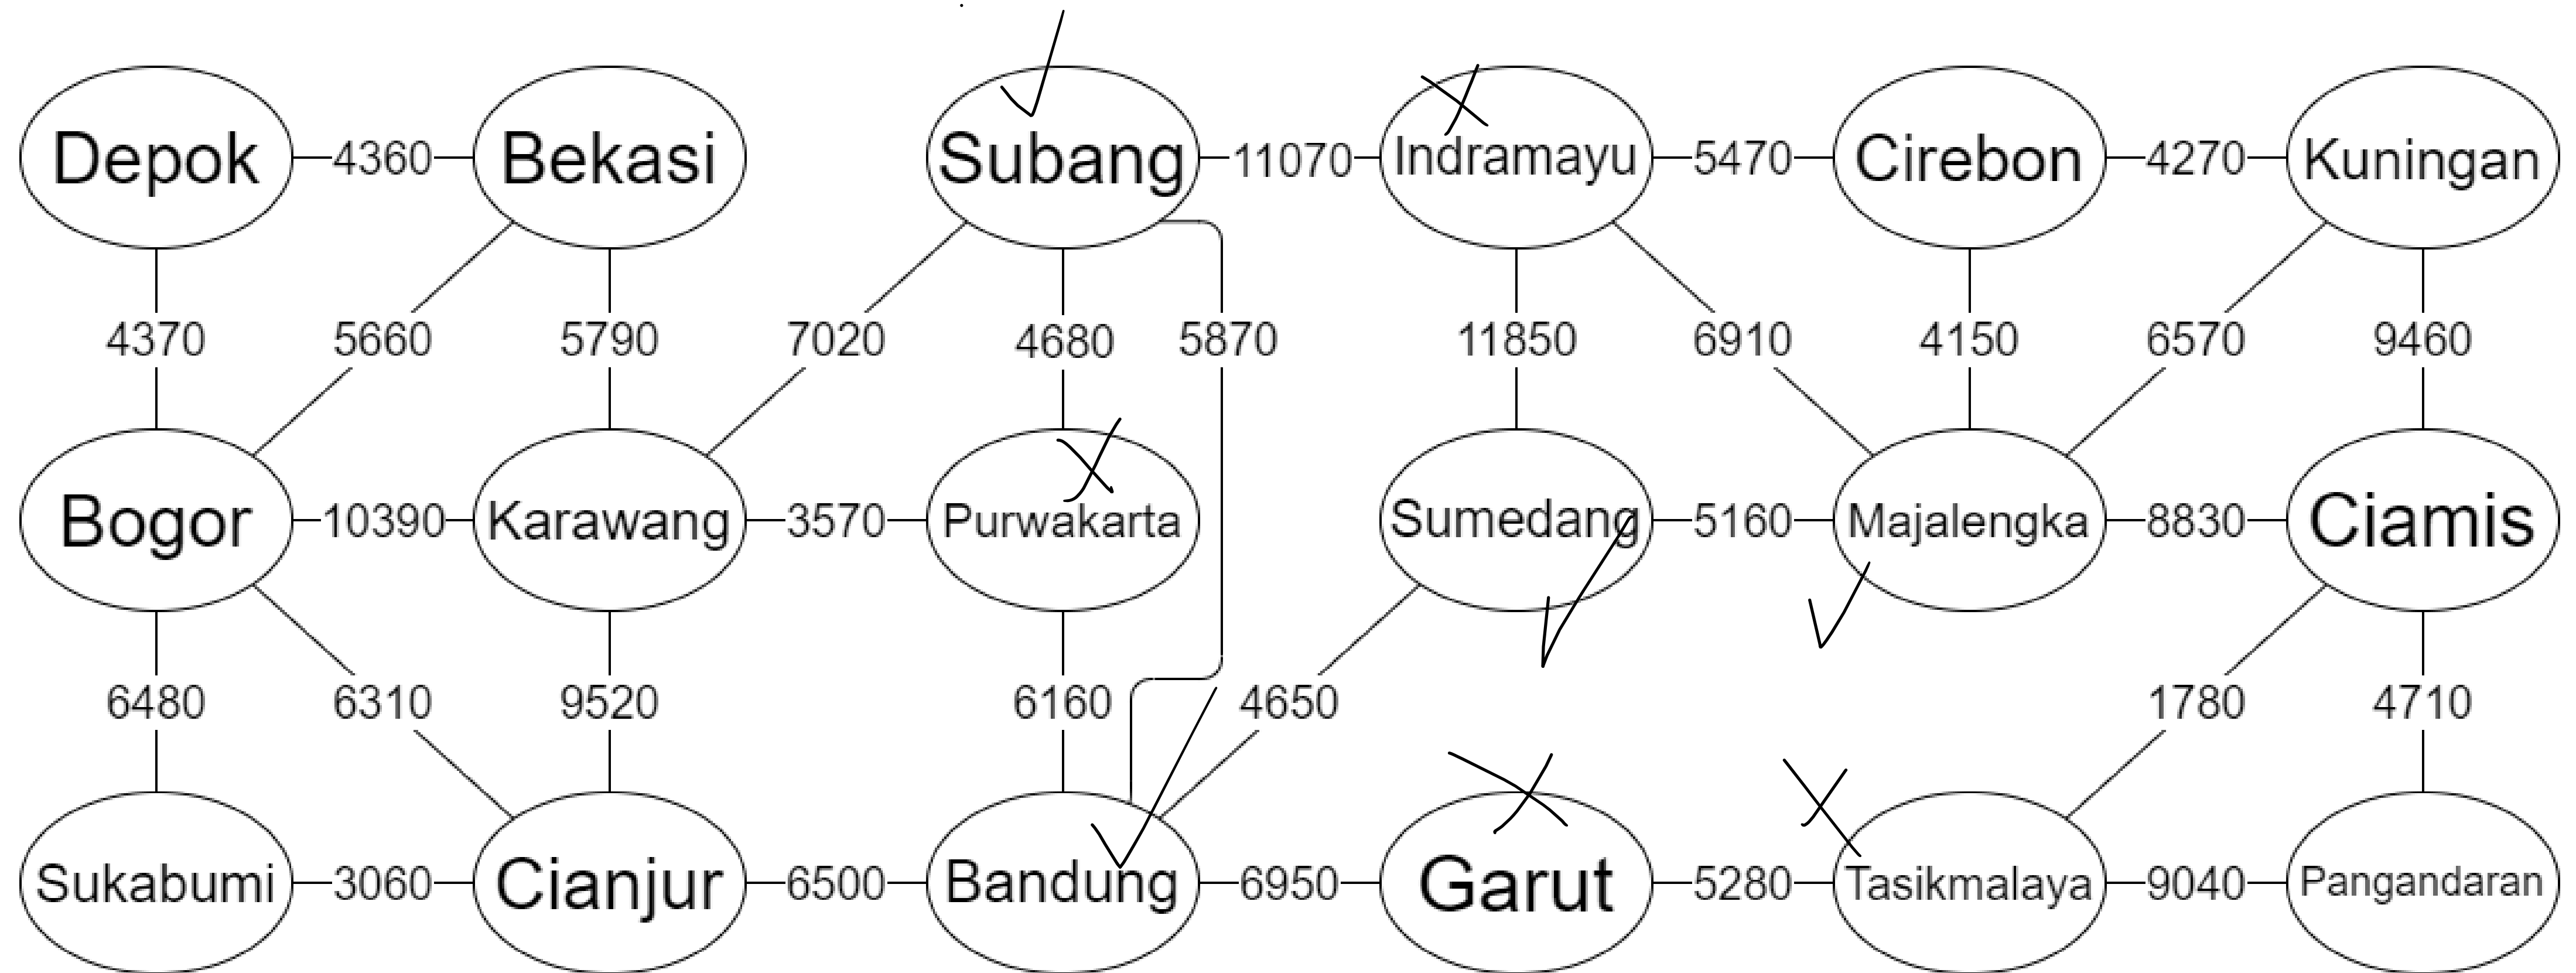 Depok 4360 Bekasi Subang 11070 Indramayu 5470 Cirebon 4270 Kuningan
4370 5660 5790 7020 4680 5870 11850 6910 4150 6570 9460
Bogor 10390 Karawang 3570 Purwakarta Sumedang 5160 Majalengka 8830 Ciamis
6480 6310 9520 6160 4650 1780 4710
Sukabumi 3060 Cianjur 6500 Bandung 6950 Garut 5280 Tasikmalaya 9040 Pangandaran